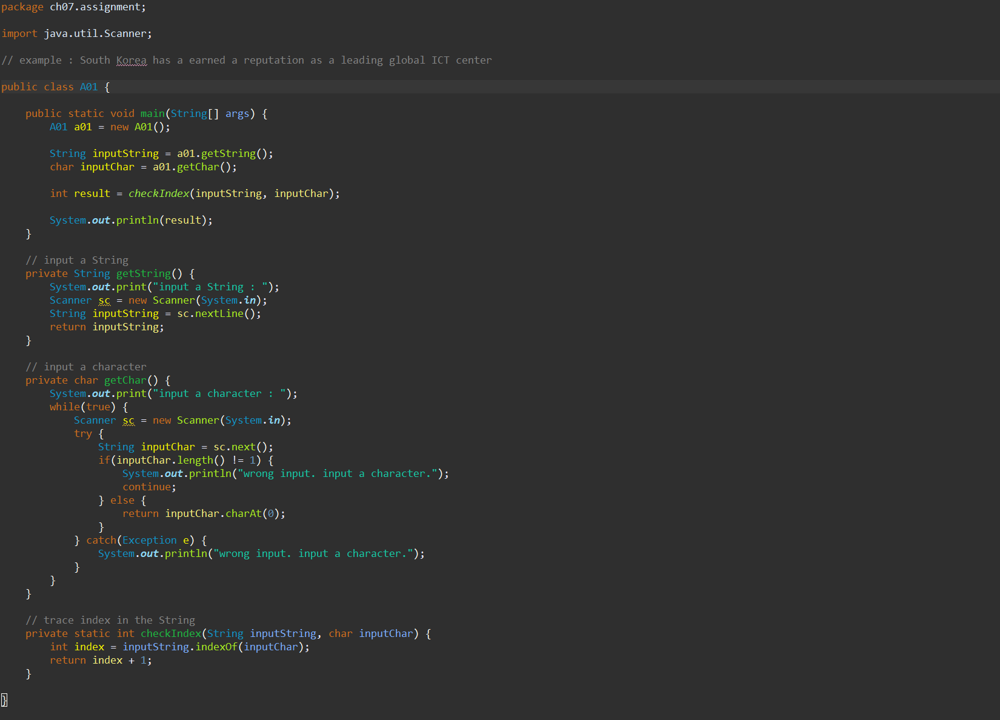 package ch07.assignment;
import java.util.Scanner;
// example : South Korea has a earned a reputation as a leading global ICT center
public class A01 {
public static void main(String[] args) {
A01 a01 = new A01();
String inputString = a01.getString();
char inputChar = a01.getChar();
int result = checkIndex(inputString, inputChar);
System.out.println(result);
}
// input a String
private String getString() {
System.out.print("input a String : ");
Scanner sc = new Scanner(System.in);
String inputString = sc.nextLine();
return inputString;
}
// input a character
private char getChar() {
System.out.print("input a character : ");
while(true) {
Scanner sc = new Scanner(System.in);
try {
String inputChar = sc.next();
if(inputChar.length() != 1) {
System.out.println("wrong input. input a character.");
continue;
} else {
return inputChar.charAt(0);
}
} catch(Exception e) {
System.out.println("wrong input. input a character.");
}
}
}
// trace index in the String
private static int checkIndex(String inputString, char inputChar) {
int index = inputString.indexOf(inputChar);
return index + 1;
}
}